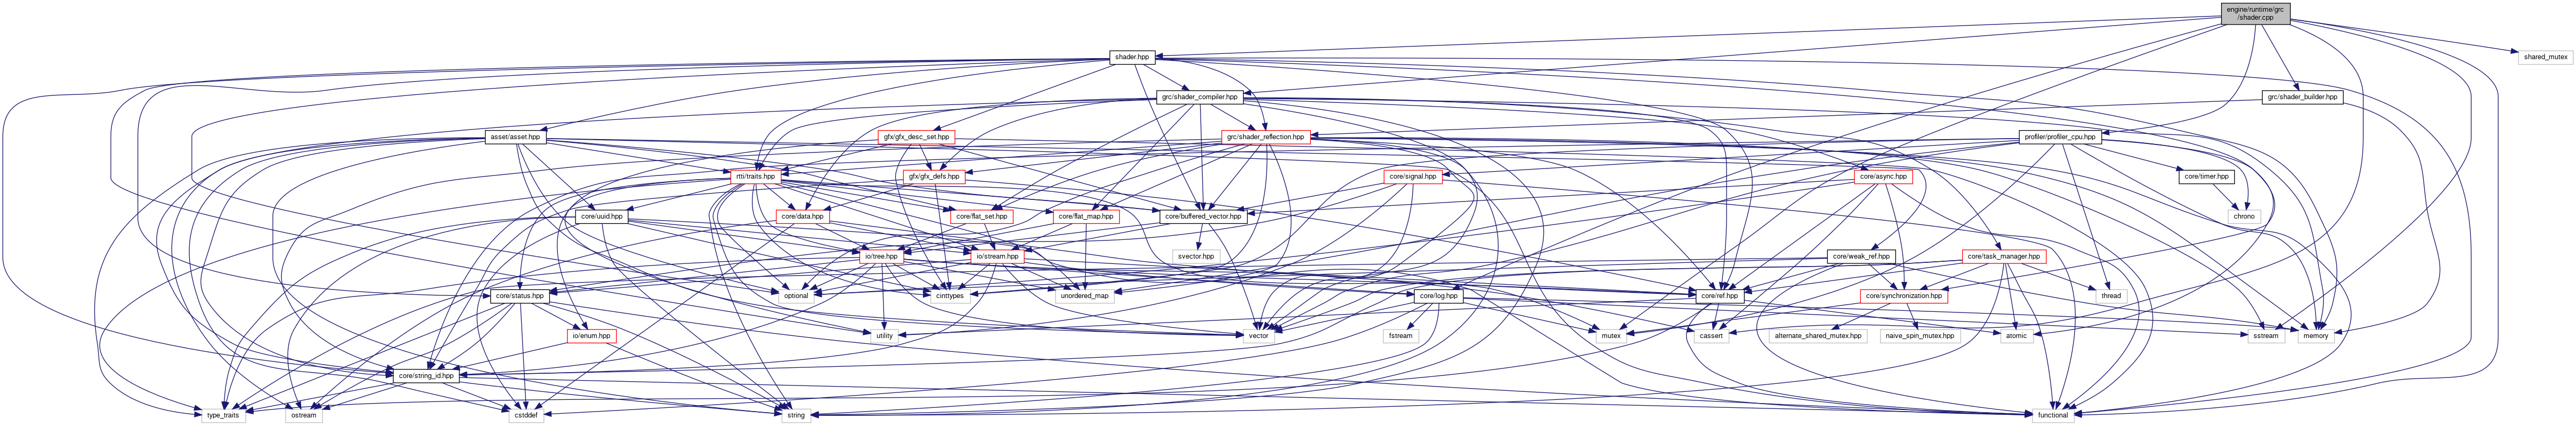 engine/runtime/grc
/shader.cpp
shader.hpp
shared_mutex
grc/shader_compiler.hpp
grc/shader_builder.hpp
asset/asset.hpp
gfx/gfx_desc_set.hpp
grc/shader_reflection.hpp
profiler/profiler_cpu.hpp
rtti/traits.hpp
gfx/gfx_defs.hpp
core/signal.hpp
core/async.hpp
core/timer.hpp
core/uuid.hpp
core/data.hpp
core/flat_set.hpp
core/flat_map.hpp
core/buffered_vector.hpp
chrono
io/tree.hpp
io/stream.hpp
svector.hpp
core/weak_ref.hpp
core/task_manager.hpp
core/status.hpp
optional
cinttypes
unordered_map
core/log.hpp
core/ref.hpp
core/synchronization.hpp
thread
io/enum.hpp
utility
vector
fstream
mutex
cassert
alternate_shared_mutex.hpp
naive_spin_mutex.hpp
atomic
sstream
memory
core/string_id.hpp
type_traits
ostream
cstddef
string
functional